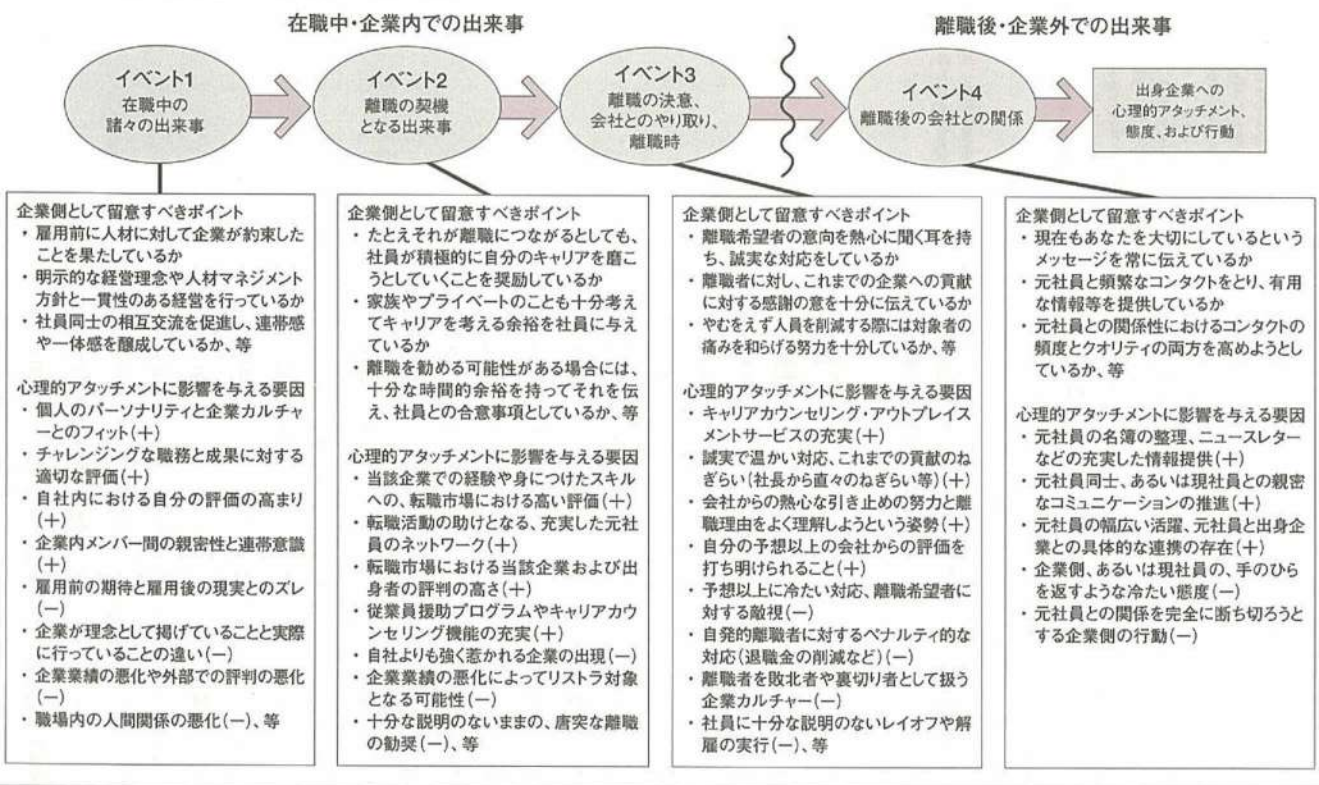 在職中・企業内での出来事
離職後・企業外での出来事
イベント1
在職中の
諸々の出来事
イベント2
離職の契機
となる出来事
イベント3
離職の決意、
会社とのやり取り、
離職時
イベント4
離職後の会社との関係
出身企業への
心理的アタッチメント、
態度、および行動
企業側として留意すべきポイント
・雇用前に人材に対して企業が約束した
ことを果たしているか
・明示的な経営理念や人材マネジメント
方針と一貫性のある経営を行っているか
・社員同士の相互交流を促進し、連帯感
や一体感を醸成しているか、等
心理的アタッチメントに影響を与える要因
・個人のパーソナリティと企業カルチャ
ーとのフィット(+)
・チャレンジングな職務と成果に対する
適切な評価(+)
・自社内における自分の評価の高まり
(+)
・企業内メンバー間の親密性と連帯意識
(+)
・雇用前の期待と雇用後の現実とのズレ
(−)
・企業が理念として掲げていることと実際
に行っていることの違い(−)
・企業業績の悪化や外部での評判の悪化
(−)
・職場内の人間関係の悪化(−)、等
企業側として留意すべきポイント
・たとえそれが離職につながるとしても、
社員が積極的に自分のキャリアを磨こ
うとしていくことを奨励しているか
・家族やプライベートのことも十分考え
てキャリアを考える余裕を社員に与え
ているか
・離職を勧める可能性がある場合には、
十分な時間的余裕を持ってそれを伝
え、社員との合意事項としているか、等
心理的アタッチメントに影響を与える要因
・当該企業での経験や身につけたスキル
への、転職市場における高い評価(+)
・転職活動の助けとなる、充実した元社
員のネットワーク(+)
・転職市場における当該企業および出
身者の評判の高さ(+)
・従業員援助プログラムやキャリアカウ
ンセリング機能の充実(+)
・自社よりも強く惹かれる企業の出現(−)
・企業業績の悪化によってリストラ対象
となる可能性(−)
・十分な説明のないままの、唐突な離職
の勧奨(−)、等
企業側として留意すべきポイント
・離職希望者の意向を熱心に聞く耳を持
ち、誠実な対応をしているか
・離職者に対し、これまでの企業への貢献
に対する感謝の意を十分に伝えているか
・やむをえず人員を削減する際には対象者の
痛みを和らげる努力を十分しているか、等
心理的アタッチメントに影響を与える要因
・キャリアカウンセリング・アウトプレイス
メントサービスの充実(+)
・誠実で温かい対応、これまでの貢献のね
ぎらい(社長から直々のねぎらい等)(+)
・会社からの熱心な引き止めの努力と離
職理由をよく理解しようという姿勢(+)
・自分の予想以上の会社からの評価を
打ち明けられること(+)
・予想以上に冷たい対応、離職希望者に
対する敵視(−)
・自発的離職者に対するペナルティ的な
対応(退職金の削減など)(−)
・離職者を敗北者や裏切り者として扱う
企業カルチャー(−)
・社員に十分な説明のないレイオフや解
雇の実行(−)、等
企業側として留意すべきポイント
・現在もあなたを大切にしているという
メッセージを常に伝えているか
・元社員と頻繁なコンタクトをとり、有用
な情報等を提供しているか
・元社員との関係性におけるコンタクトの
頻度とクオリティの両方を高めようとし
ているか、等
心理的アタッチメントに影響を与える要因
・元社員の名簿の整理、ニュースレター
などの充実した情報提供(+)
・元社員同士、あるいは現社員との親密
なコミュニケーションの推進(+)
・元社員の幅広い活躍、元社員と出身企
業との具体的な連携の存在(+)
・企業側、あるいは現社員の、手のひら
を返すような冷たい態度(−)
・元社員との関係を完全に断ち切ろうと
する企業側の行動(−)